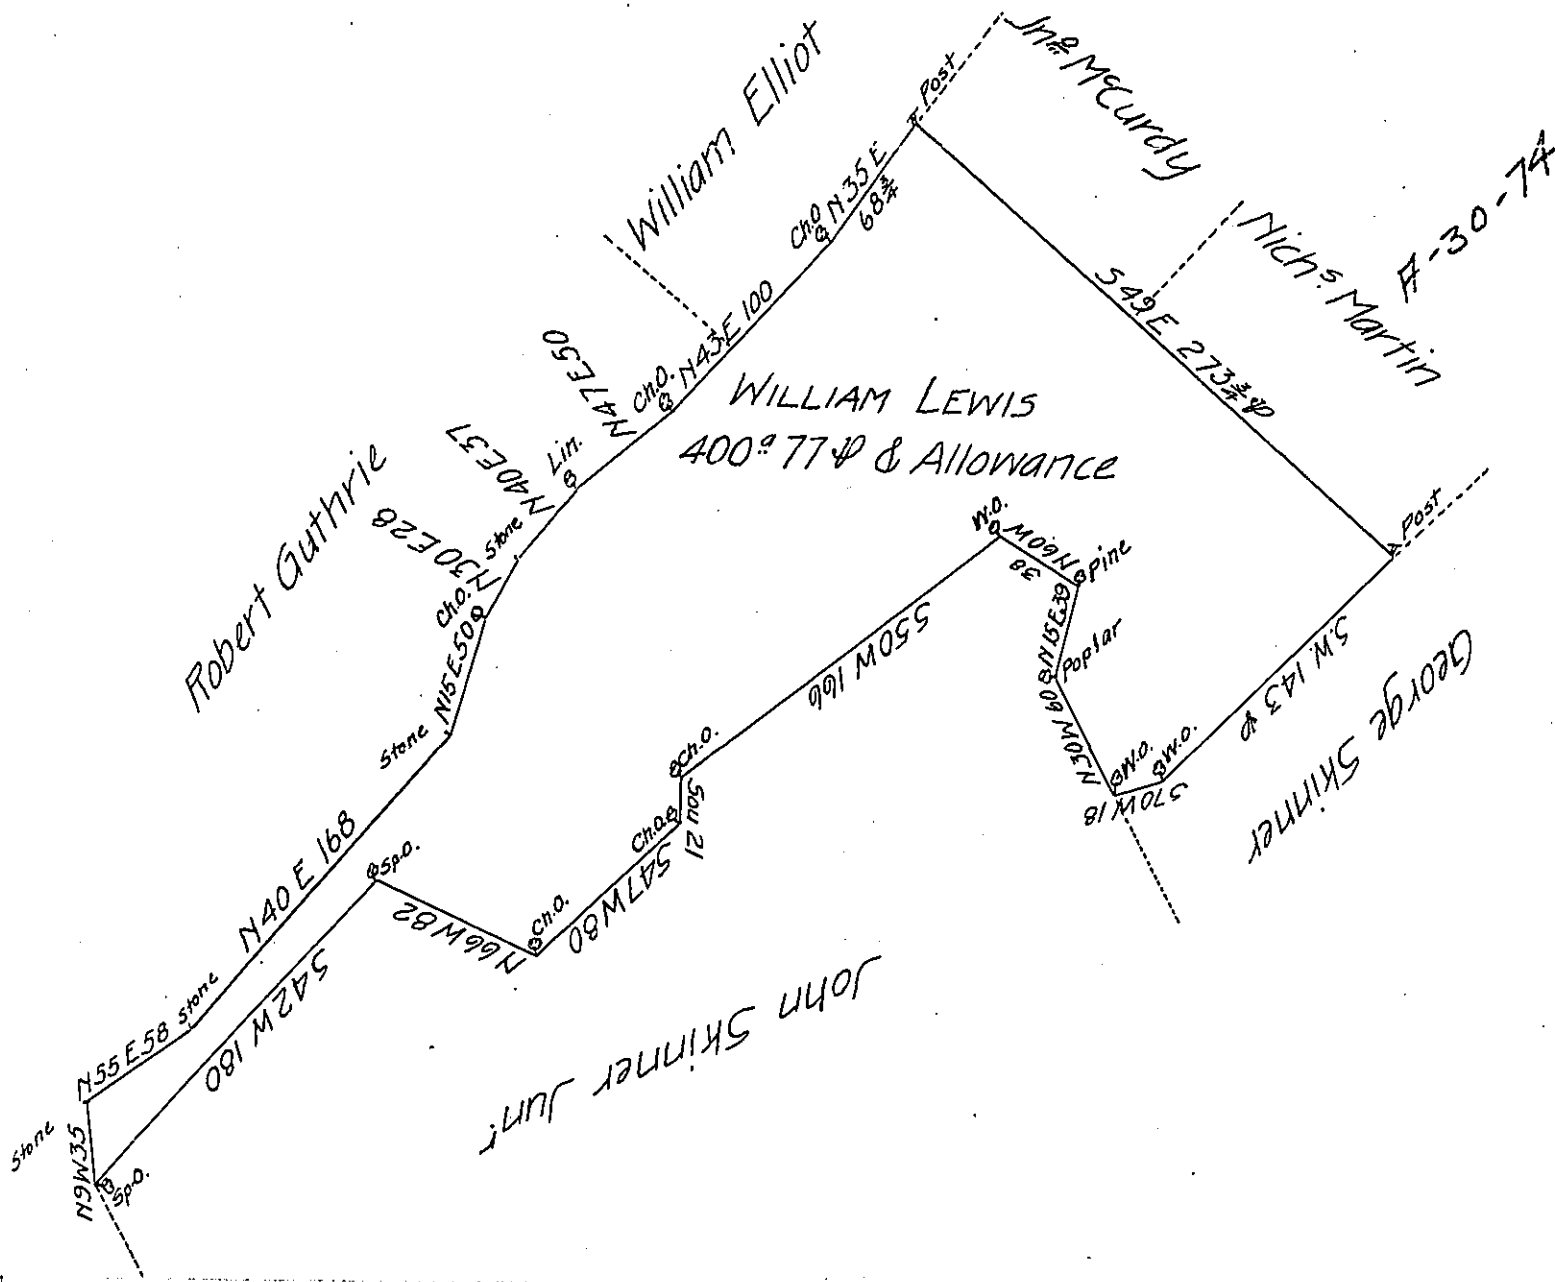 Jnº McCurdy
Post
William Elliot
Nichs Martin
A-30-74
N35E
68¾
Ch.O
S49E 273¾ P
N43E 100
Ch.O.
N47E50
WILLIAM LEWIS
400ª 77 P & Allowance
Lin.
N40E37
Stone
N30E28
Ch.O.
Robert Guthrie
N15E50
Stone
N40E 168
Stone
N55E58
Stone
N9W35
Sp.O.
S42W 180
Sp.O.
N66W82
Ch.O.
S47W80
Ch.O.
Sou 21
Ch.O.
S50W 166
W.O.
N60W
38
Pine
N15E39
Poplar
N30W 60
W.O.
S70W 18
W.O.
S.W. 143 P
Post
George Skinner
John Skinner Junr